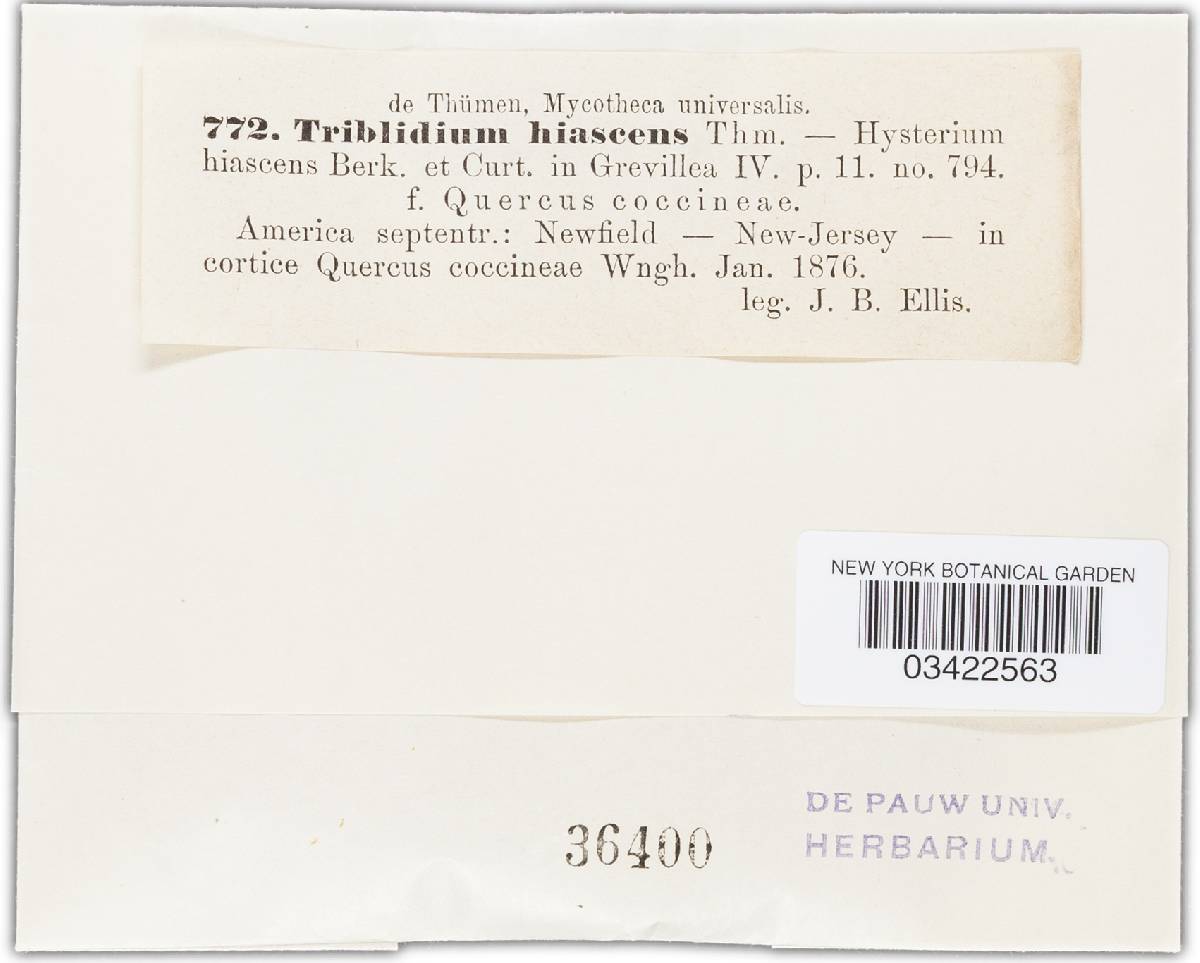 de Thümen, Mycotheca universalis.
772. Triblidium hiascens Thm. — Hysterium
hiascens Berk. et Curt. in Grevillea IV. p. 11. no. 794.
f. Quercus coccineae.
America septentr.: Newfield — New-Jersey — in
cortice Quercus coccineae Wngh. Jan. 1876.
leg. J. B. Ellis.
NEW YORK BOTANICAL GARDEN
03422563
DE PAUW UNIV.
HERBARIUM.
36400